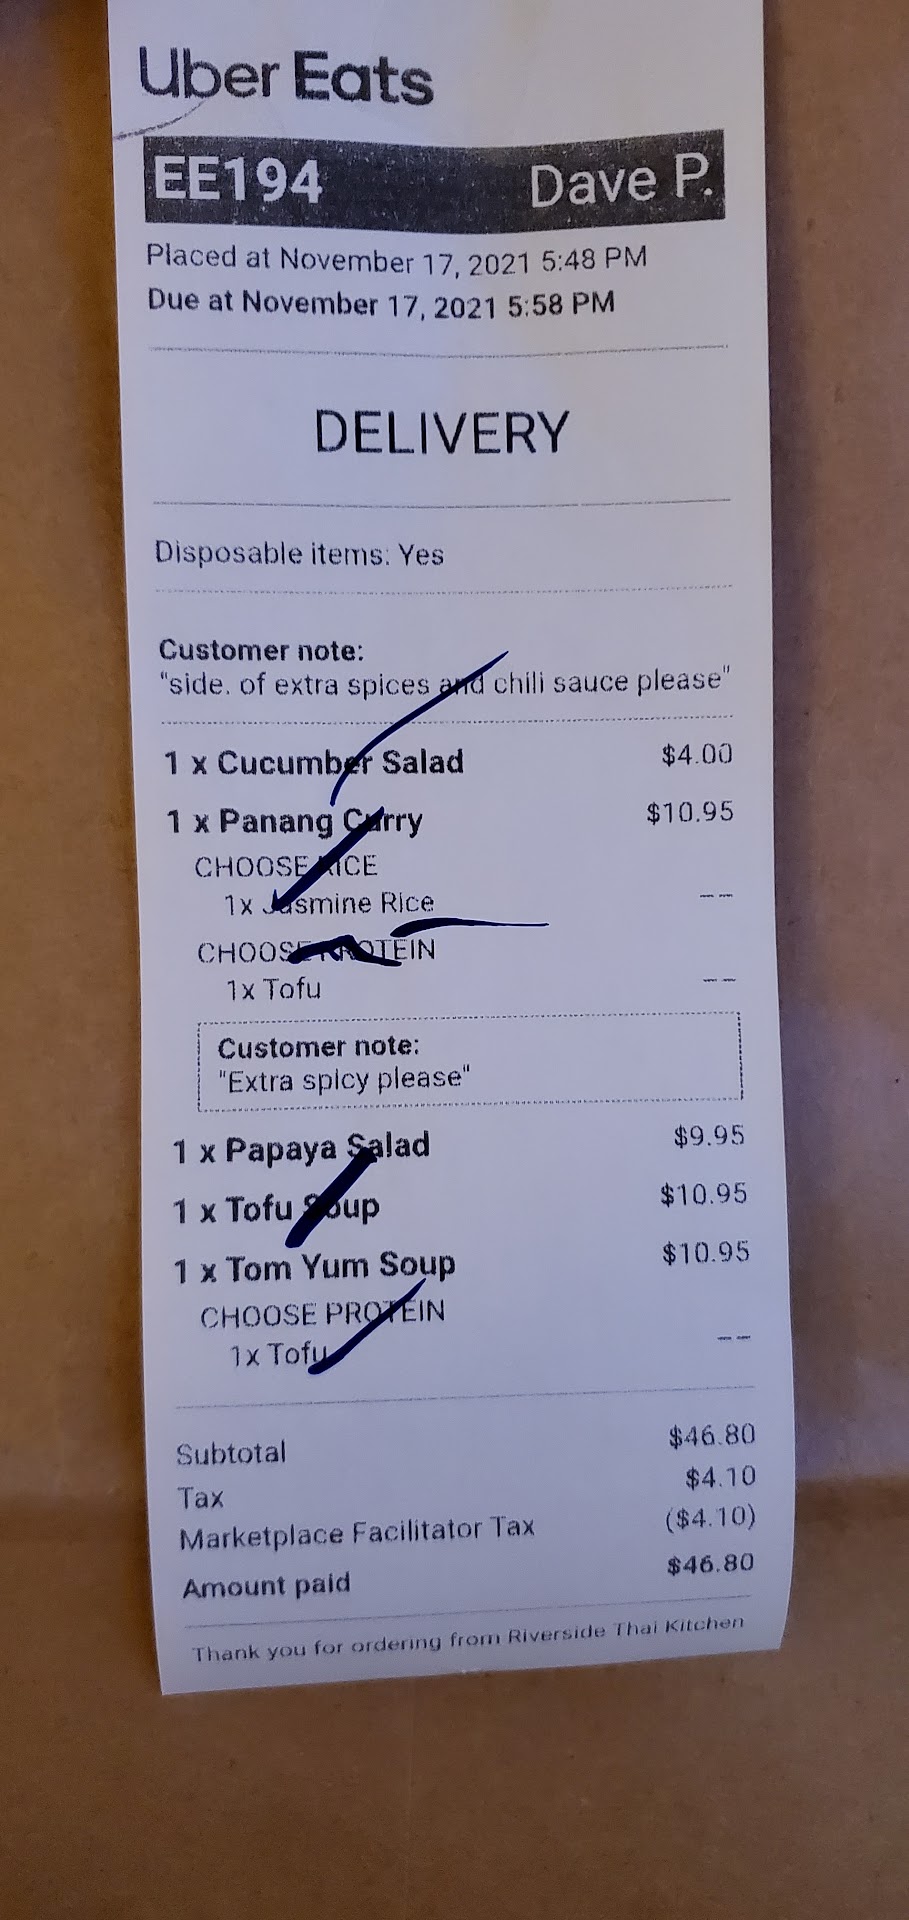 Uber Eats
EE194 Dave P.
Placed at November 17, 2021 5:48 PM
Due at November 17, 2021 5:58 PM
DELIVERY
Disposable items: Yes
Customer note:
"side. of extra spices and chili sauce please"
1 x Cucumber Salad $4.00
1 x Panang Curry $10.95
CHOOSE RICE
1x Jasmine Rice --
CHOOSE PROTEIN
1x Tofu --
Customer note:
"Extra spicy please"
1 x Papaya Salad $9.95
1 x Tofu Soup $10.95
1 x Tom Yum Soup $10.95
CHOOSE PROTEIN
1x Tofu --
Subtotal $46.80
Tax $4.10
Marketplace Facilitator Tax ($4.10)
Amount paid $46.80
Thank you for ordering from Riverside Thai Kitchen